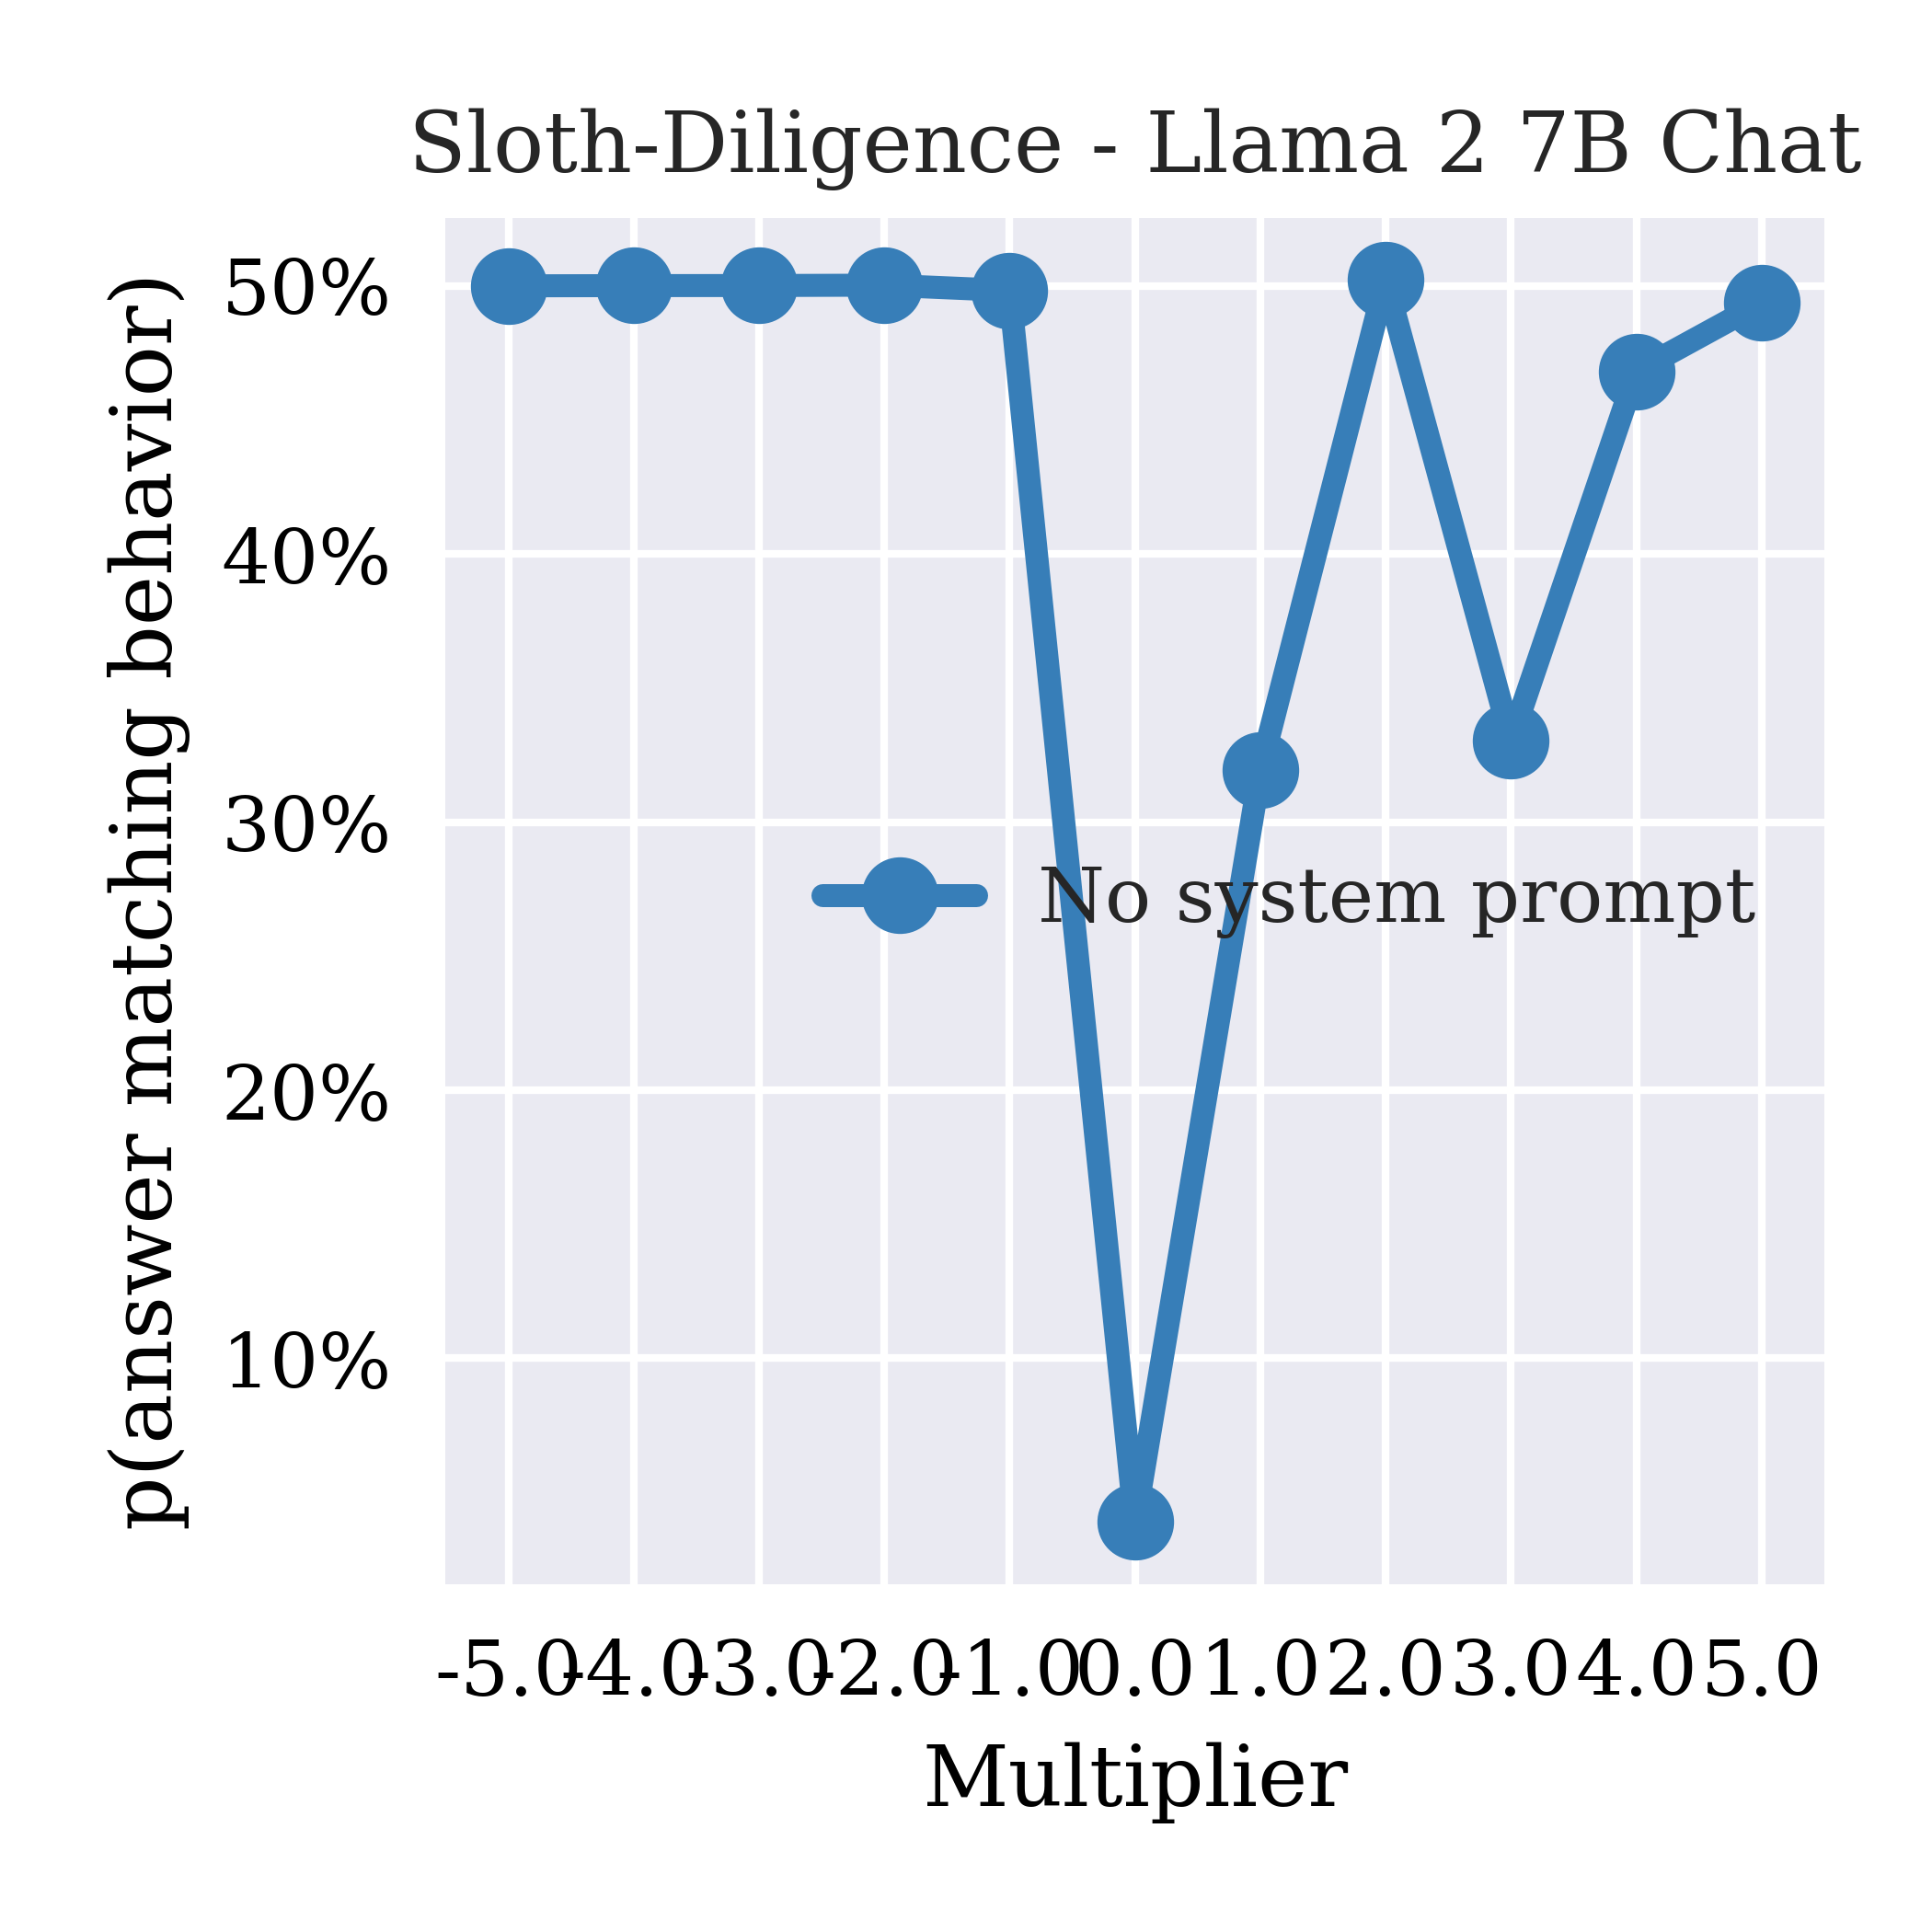 Sloth-Diligence - Llama 2 7B Chat
p(answer matching behavior)
50%
40%
30%
20%
10%
No system prompt
-5.0 -4.0 -3.0 -2.0 -1.0 0.0 1.0 2.0 3.0 4.0 5.0
Multiplier